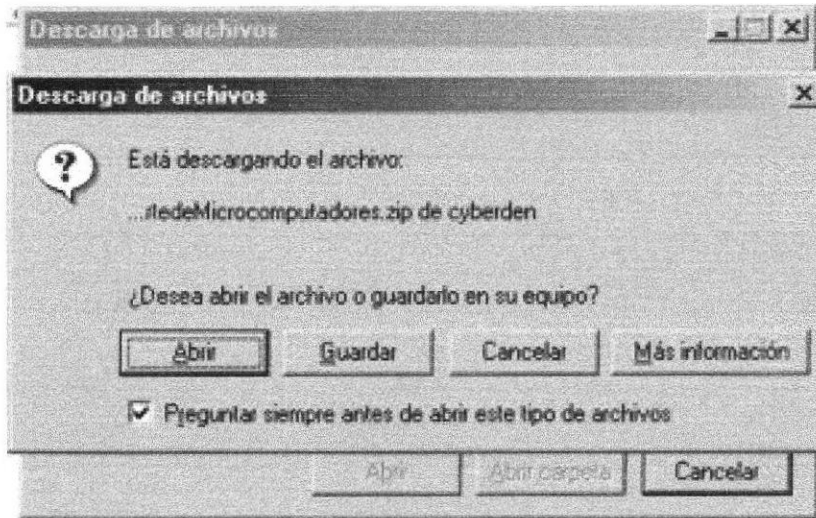 Descarga de archivos
Descarga de archivos
Está descargando el archivo:
...rtedeMicrocomputadores.zip de cyberden
¿Desea abrir el archivo o guardarlo en su equipo?
Abrir Guardar Cancelar Más información
Preguntar siempre antes de abrir este tipo de archivos
Abrir Abrir carpeta Cancelar